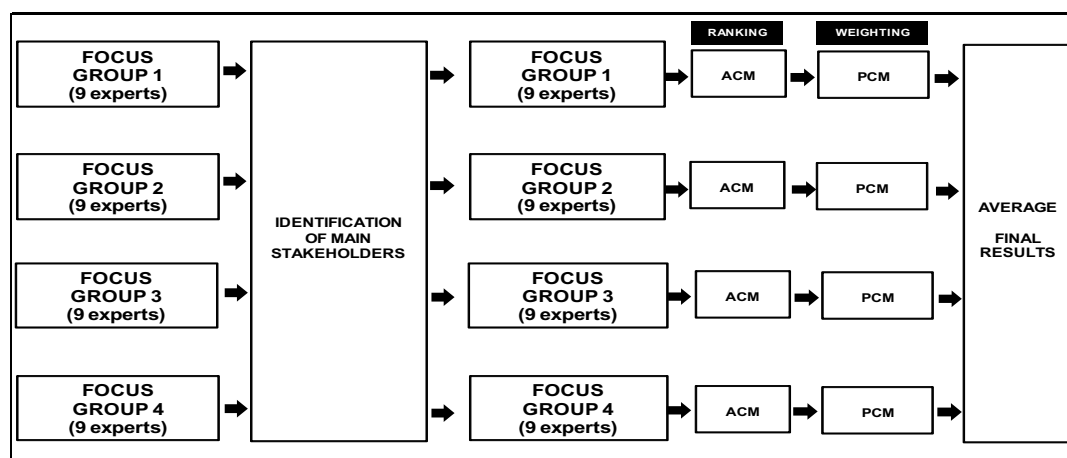 RANKING WEIGHTING
FOCUS
GROUP 1
(9 experts)
FOCUS
GROUP 1
(9 experts)
ACM
PCM
FOCUS
GROUP 2
(9 experts)
FOCUS
GROUP 2
(9 experts)
ACM
PCM
IDENTIFICATION
OF MAIN
STAKEHOLDERS
AVERAGE
FINAL
RESULTS
FOCUS
GROUP 3
(9 experts)
FOCUS
GROUP 3
(9 experts)
ACM
PCM
FOCUS
GROUP 4
(9 experts)
FOCUS
GROUP 4
(9 experts)
ACM
PCM